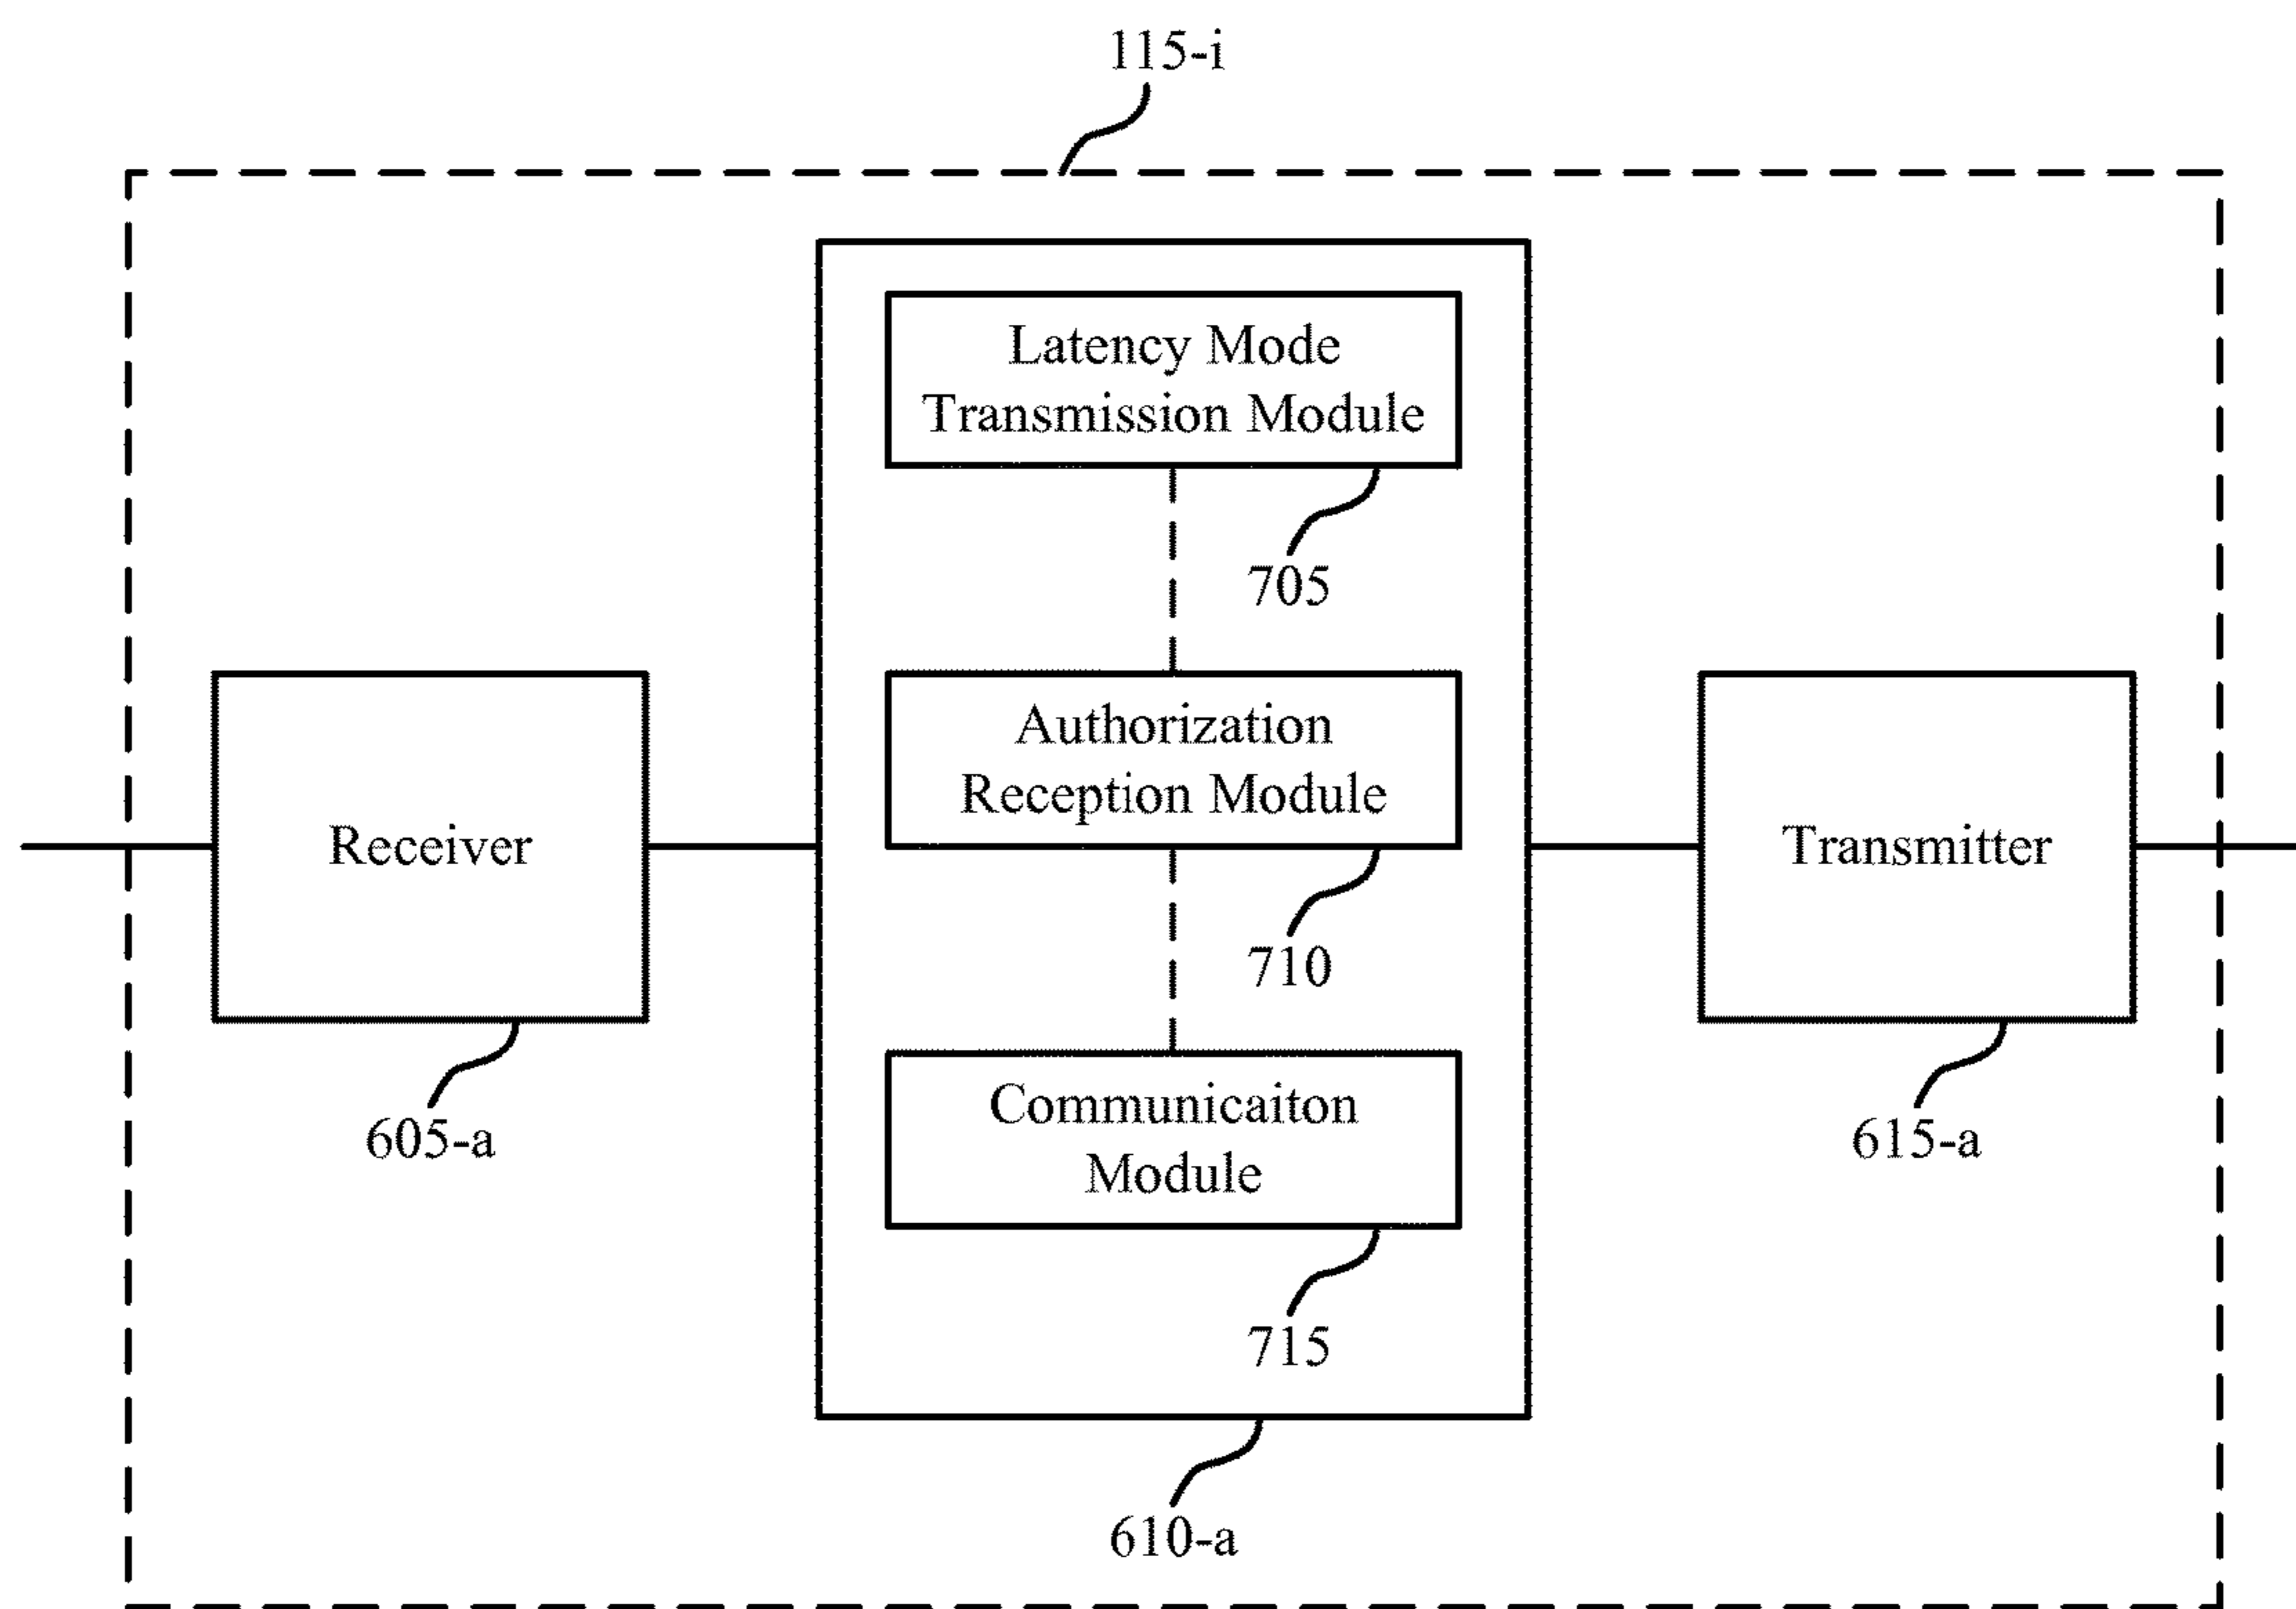 115-i
Latency Mode
Transmission Module
705
Authorization
Reception Module
Receiver
Transmitter
710
Communicaiton
Module
605-a
615-a
715
610-a